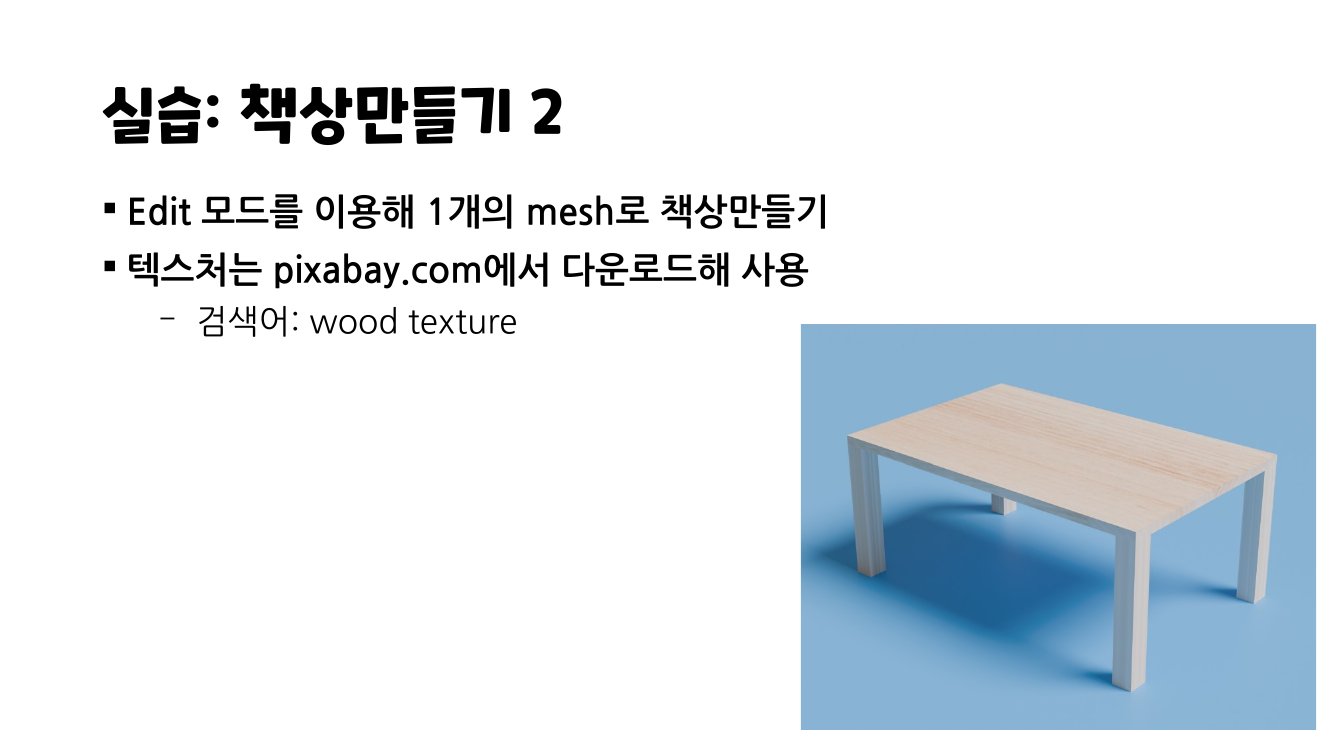 실습: 책상만들기 2
▪ Edit 모드를 이용해 1개의 mesh로 책상만들기
▪ 텍스처는 pixabay.com에서 다운로드해 사용
– 검색어: wood texture